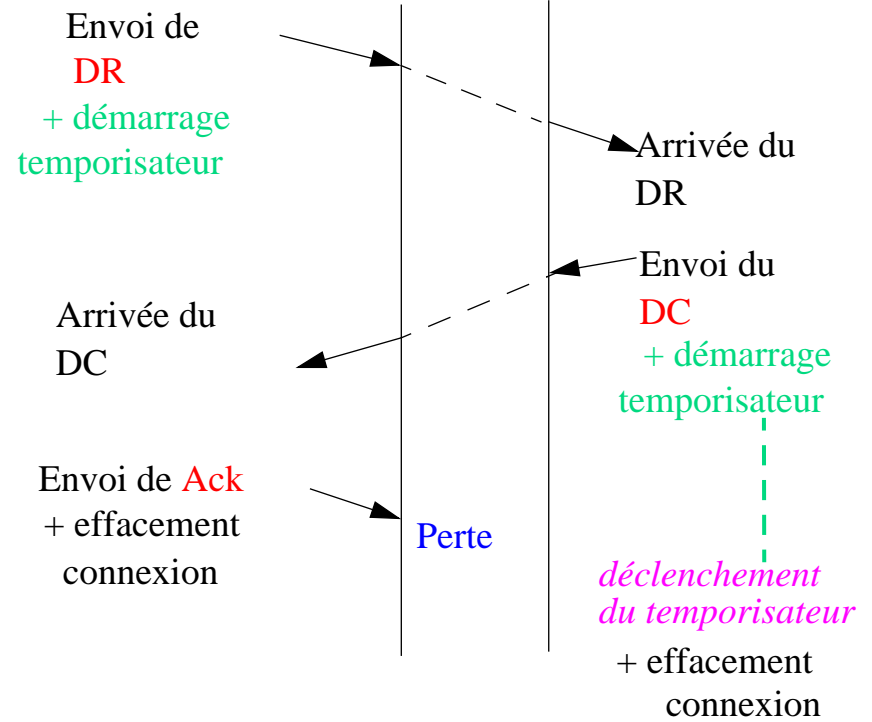 Envoi de
DR
+ démarrage
temporisateur
Arrivée du
DR
Envoi du
DC
+ démarrage
temporisateur
Arrivée du
DC
Envoi de Ack
+ effacement
connexion
Perte
déclenchement
du temporisateur
+ effacement
connexion